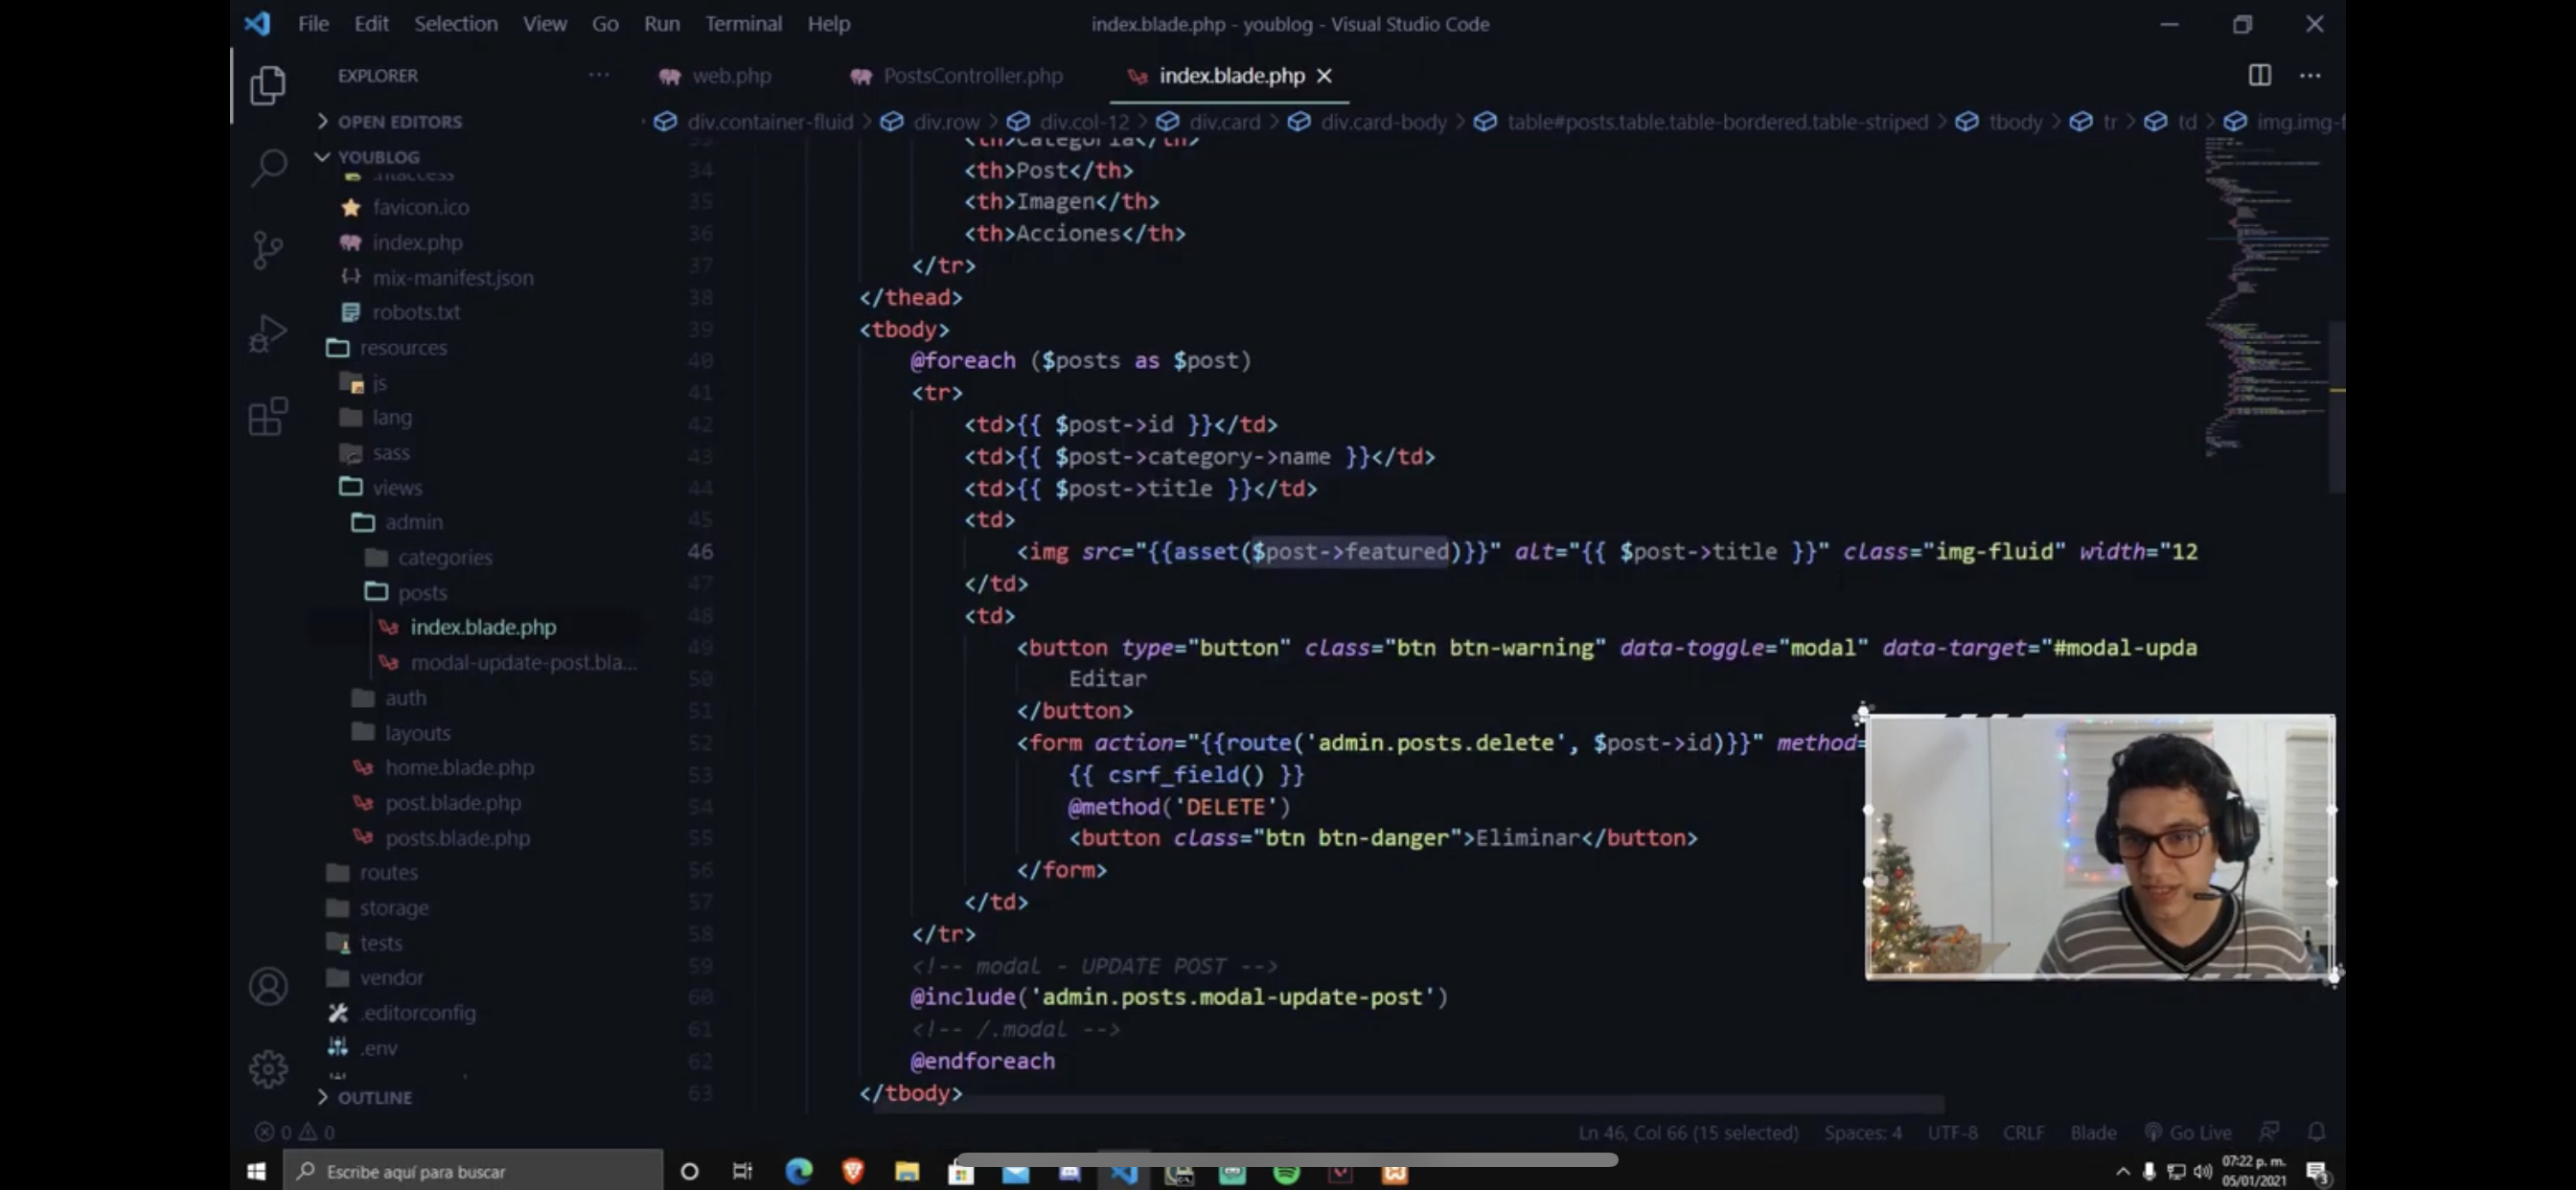 File Edit Selection View Go Run Terminal Help
index.blade.php - youblog - Visual Studio Code
EXPLORER
web.php
PostsController.php
index.blade.php
OPEN EDITORS
div.container-fluid > div.row > div.col-12 > div.card > div.card-body > table#posts.table.table-bordered.table-striped > tbody > tr > td > img.img-f
YOUBLOG
.htaccess
favicon.ico
index.php
mix-manifest.json
robots.txt
resources
js
lang
sass
views
admin
categories
posts
index.blade.php
modal-update-post.bla...
auth
layouts
home.blade.php
post.blade.php
posts.blade.php
routes
storage
tests
vendor
.editorconfig
.env
OUTLINE
33 <th>Categoria</th>
34 <th>Post</th>
35 <th>Imagen</th>
36 <th>Acciones</th>
37 </tr>
38 </thead>
39 <tbody>
40 @foreach ($posts as $post)
41 <tr>
42 <td>{{ $post->id }}</td>
43 <td>{{ $post->category->name }}</td>
44 <td>{{ $post->title }}</td>
45 <td>
46 <img src="{{asset($post->featured)}}" alt="{{ $post->title }}" class="img-fluid" width="12
47 </td>
48 <td>
49 <button type="button" class="btn btn-warning" data-toggle="modal" data-target="#modal-upda
50 Editar
51 </button>
52 <form action="{{route('admin.posts.delete', $post->id)}}" method=
53 {{ csrf_field() }}
54 @method('DELETE')
55 <button class="btn btn-danger">Eliminar</button>
56 </form>
57 </td>
58 </tr>
59 <!-- modal - UPDATE POST -->
60 @include('admin.posts.modal-update-post')
61 <!-- /.modal -->
62 @endforeach
63 </tbody>
0 0
Ln 46, Col 66 (15 selected) Spaces: 4 UTF-8 CRLF Blade Go Live
Escribe aquí para buscar
07:22 p. m.
05/01/2021
3